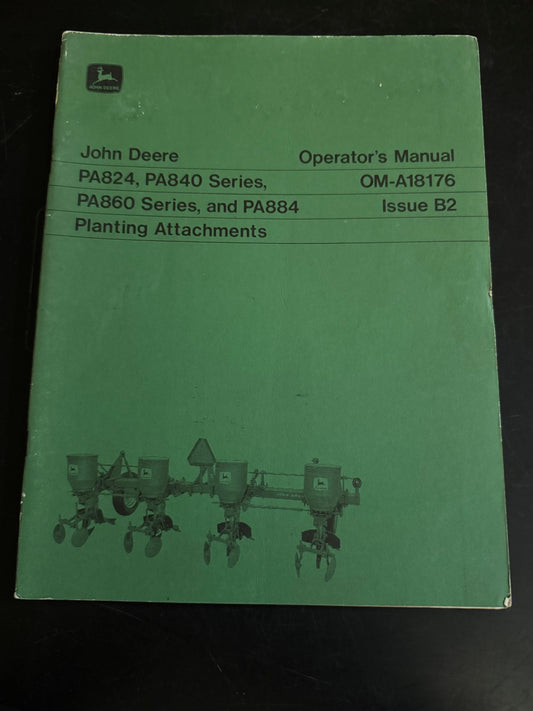 JOHN DEERE
John Deere Operator's Manual
PA824, PA840 Series, OM-A18176
PA860 Series, and PA884 Issue B2
Planting Attachments